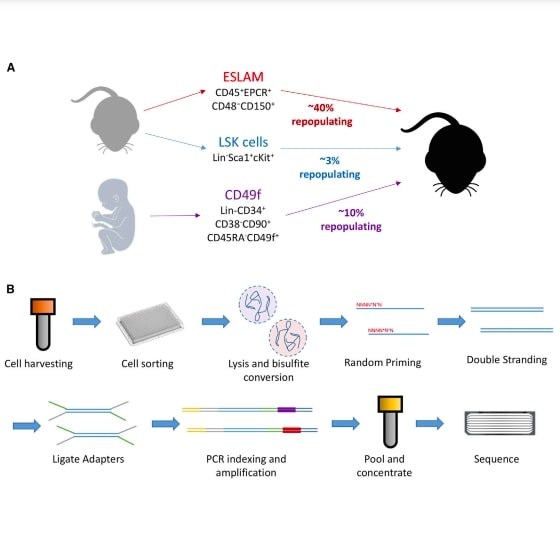 A
ESLAM
CD45⁺EPCR⁺
CD48⁻CD150⁺
~40%
repopulating
LSK cells
Lin⁻Sca1⁺cKit⁺
~3%
repopulating
CD49f
Lin-CD34⁺
CD38⁻CD90⁺
CD45RA⁻CD49f⁺
~10%
repopulating
B
NNNN*N*N
NNNN*N*N
Cell harvesting
Cell sorting
Lysis and bisulfite
conversion
Random Priming
Double Stranding
Ligate Adapters
PCR indexing and
amplification
Pool and
concentrate
Sequence